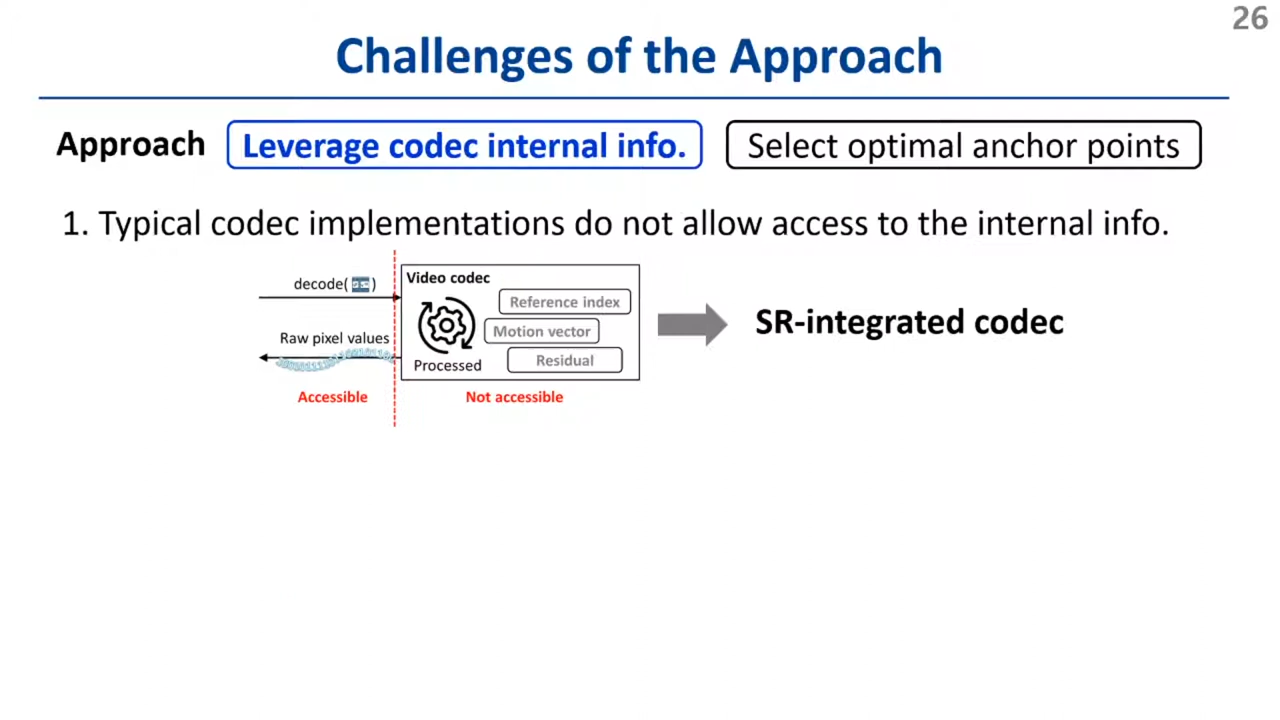 26
Challenges of the Approach
Approach Leverage codec internal info. Select optimal anchor points
1. Typical codec implementations do not allow access to the internal info.
decode( )
Video codec
Reference index
Motion vector
Residual
Processed
Raw pixel values
Accessible
Not accessible
SR-integrated codec